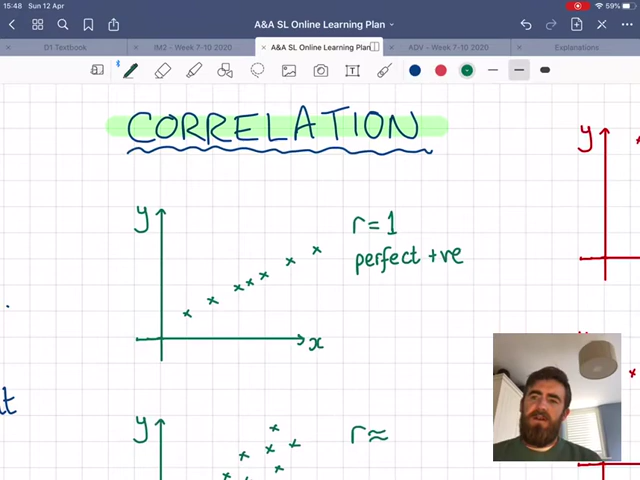 15:48 Sun 12 Apr
59%
A&A SL Online Learning Plan
D1 Textbook
IM2 - Week 7-10 2020
A&A SL Online Learning Plan
ADV - Week 7-10 2020
Explanations
CORRELATION
y
r = 1
perfect +ve
x
y
r ≈
y
t